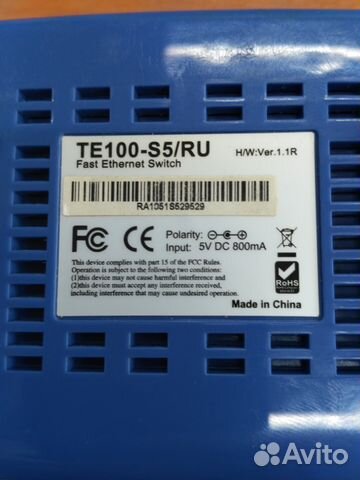 TE100-S5/RU
H/W:Ver.1.1R
Fast Ethernet Switch
RA1051S529529
FC CE
Polarity:
Input: 5V DC 800mA
This device complies with part 15 of the FCC Rules.
Operation is subject to the following two conditions:
(1)this device may not cause harmful interference and
(2)this device must accept any interference received,
including interference that may cause undesired operation.
RoHS
Made in China
Avito